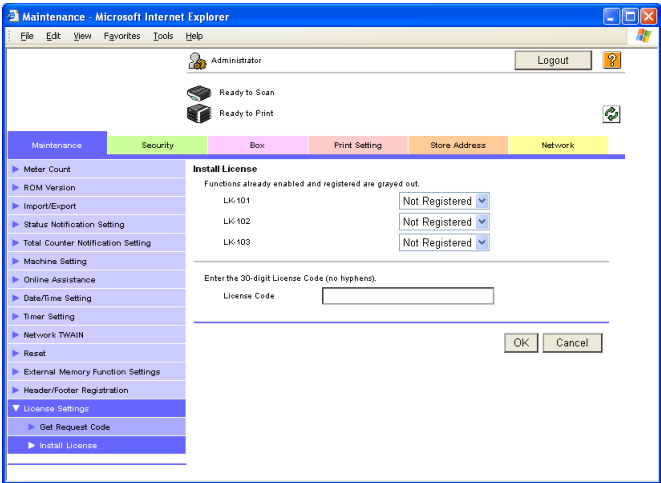 Maintenance - Microsoft Internet Explorer
File Edit View Favorites Tools Help
Administrator
Logout
?
Ready to Scan
Ready to Print
Maintenance Security Box Print Setting Store Address Network
Meter Count
ROM Version
Import/Export
Status Notification Setting
Total Counter Notification Setting
Machine Setting
Online Assistance
Date/Time Setting
Timer Setting
Network TWAIN
Reset
External Memory Function Settings
Header/Footer Registration
License Settings
Get Request Code
Install License
Install License
Functions already enabled and registered are grayed out.
LK-101 Not Registered
LK-102 Not Registered
LK-103 Not Registered
Enter the 30-digit License Code (no hyphens).
License Code
OK Cancel